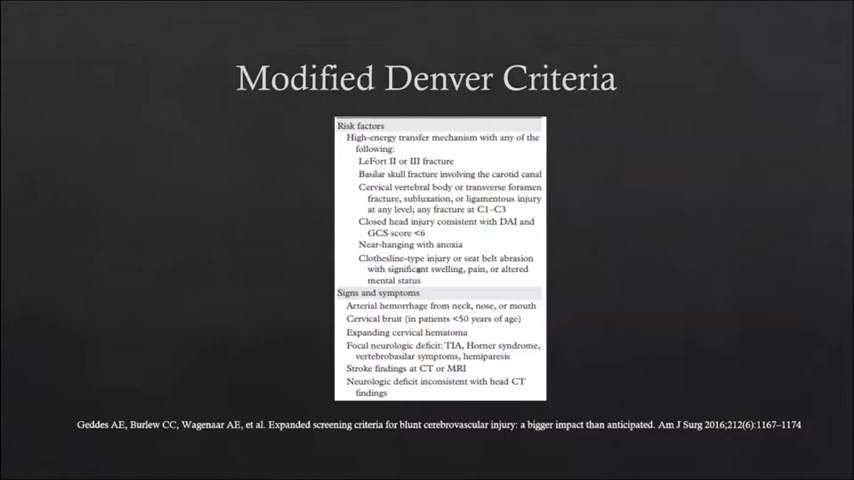 Modified Denver Criteria
Risk factors
High-energy transfer mechanism with any of the
following:
LeFort II or III fracture
Basilar skull fracture involving the carotid canal
Cervical vertebral body or transverse foramen
fracture, subluxation, or ligamentous injury
at any level; any fracture at C1–C3
Closed head injury consistent with DAI and
GCS score <6
Near-hanging with anoxia
Clothesline-type injury or seat belt abrasion
with significant swelling, pain, or altered
mental status
Signs and symptoms
Arterial hemorrhage from neck, nose, or mouth
Cervical bruit (in patients <50 years of age)
Expanding cervical hematoma
Focal neurologic deficit: TIA, Horner syndrome,
vertebrobasilar symptoms, hemiparesis
Stroke findings at CT or MRI
Neurologic deficit inconsistent with head CT
findings
Geddes AE, Burlew CC, Wagenaar AE, et al. Expanded screening criteria for blunt cerebrovascular injury: a bigger impact than anticipated. Am J Surg 2016;212(6):1167–1174